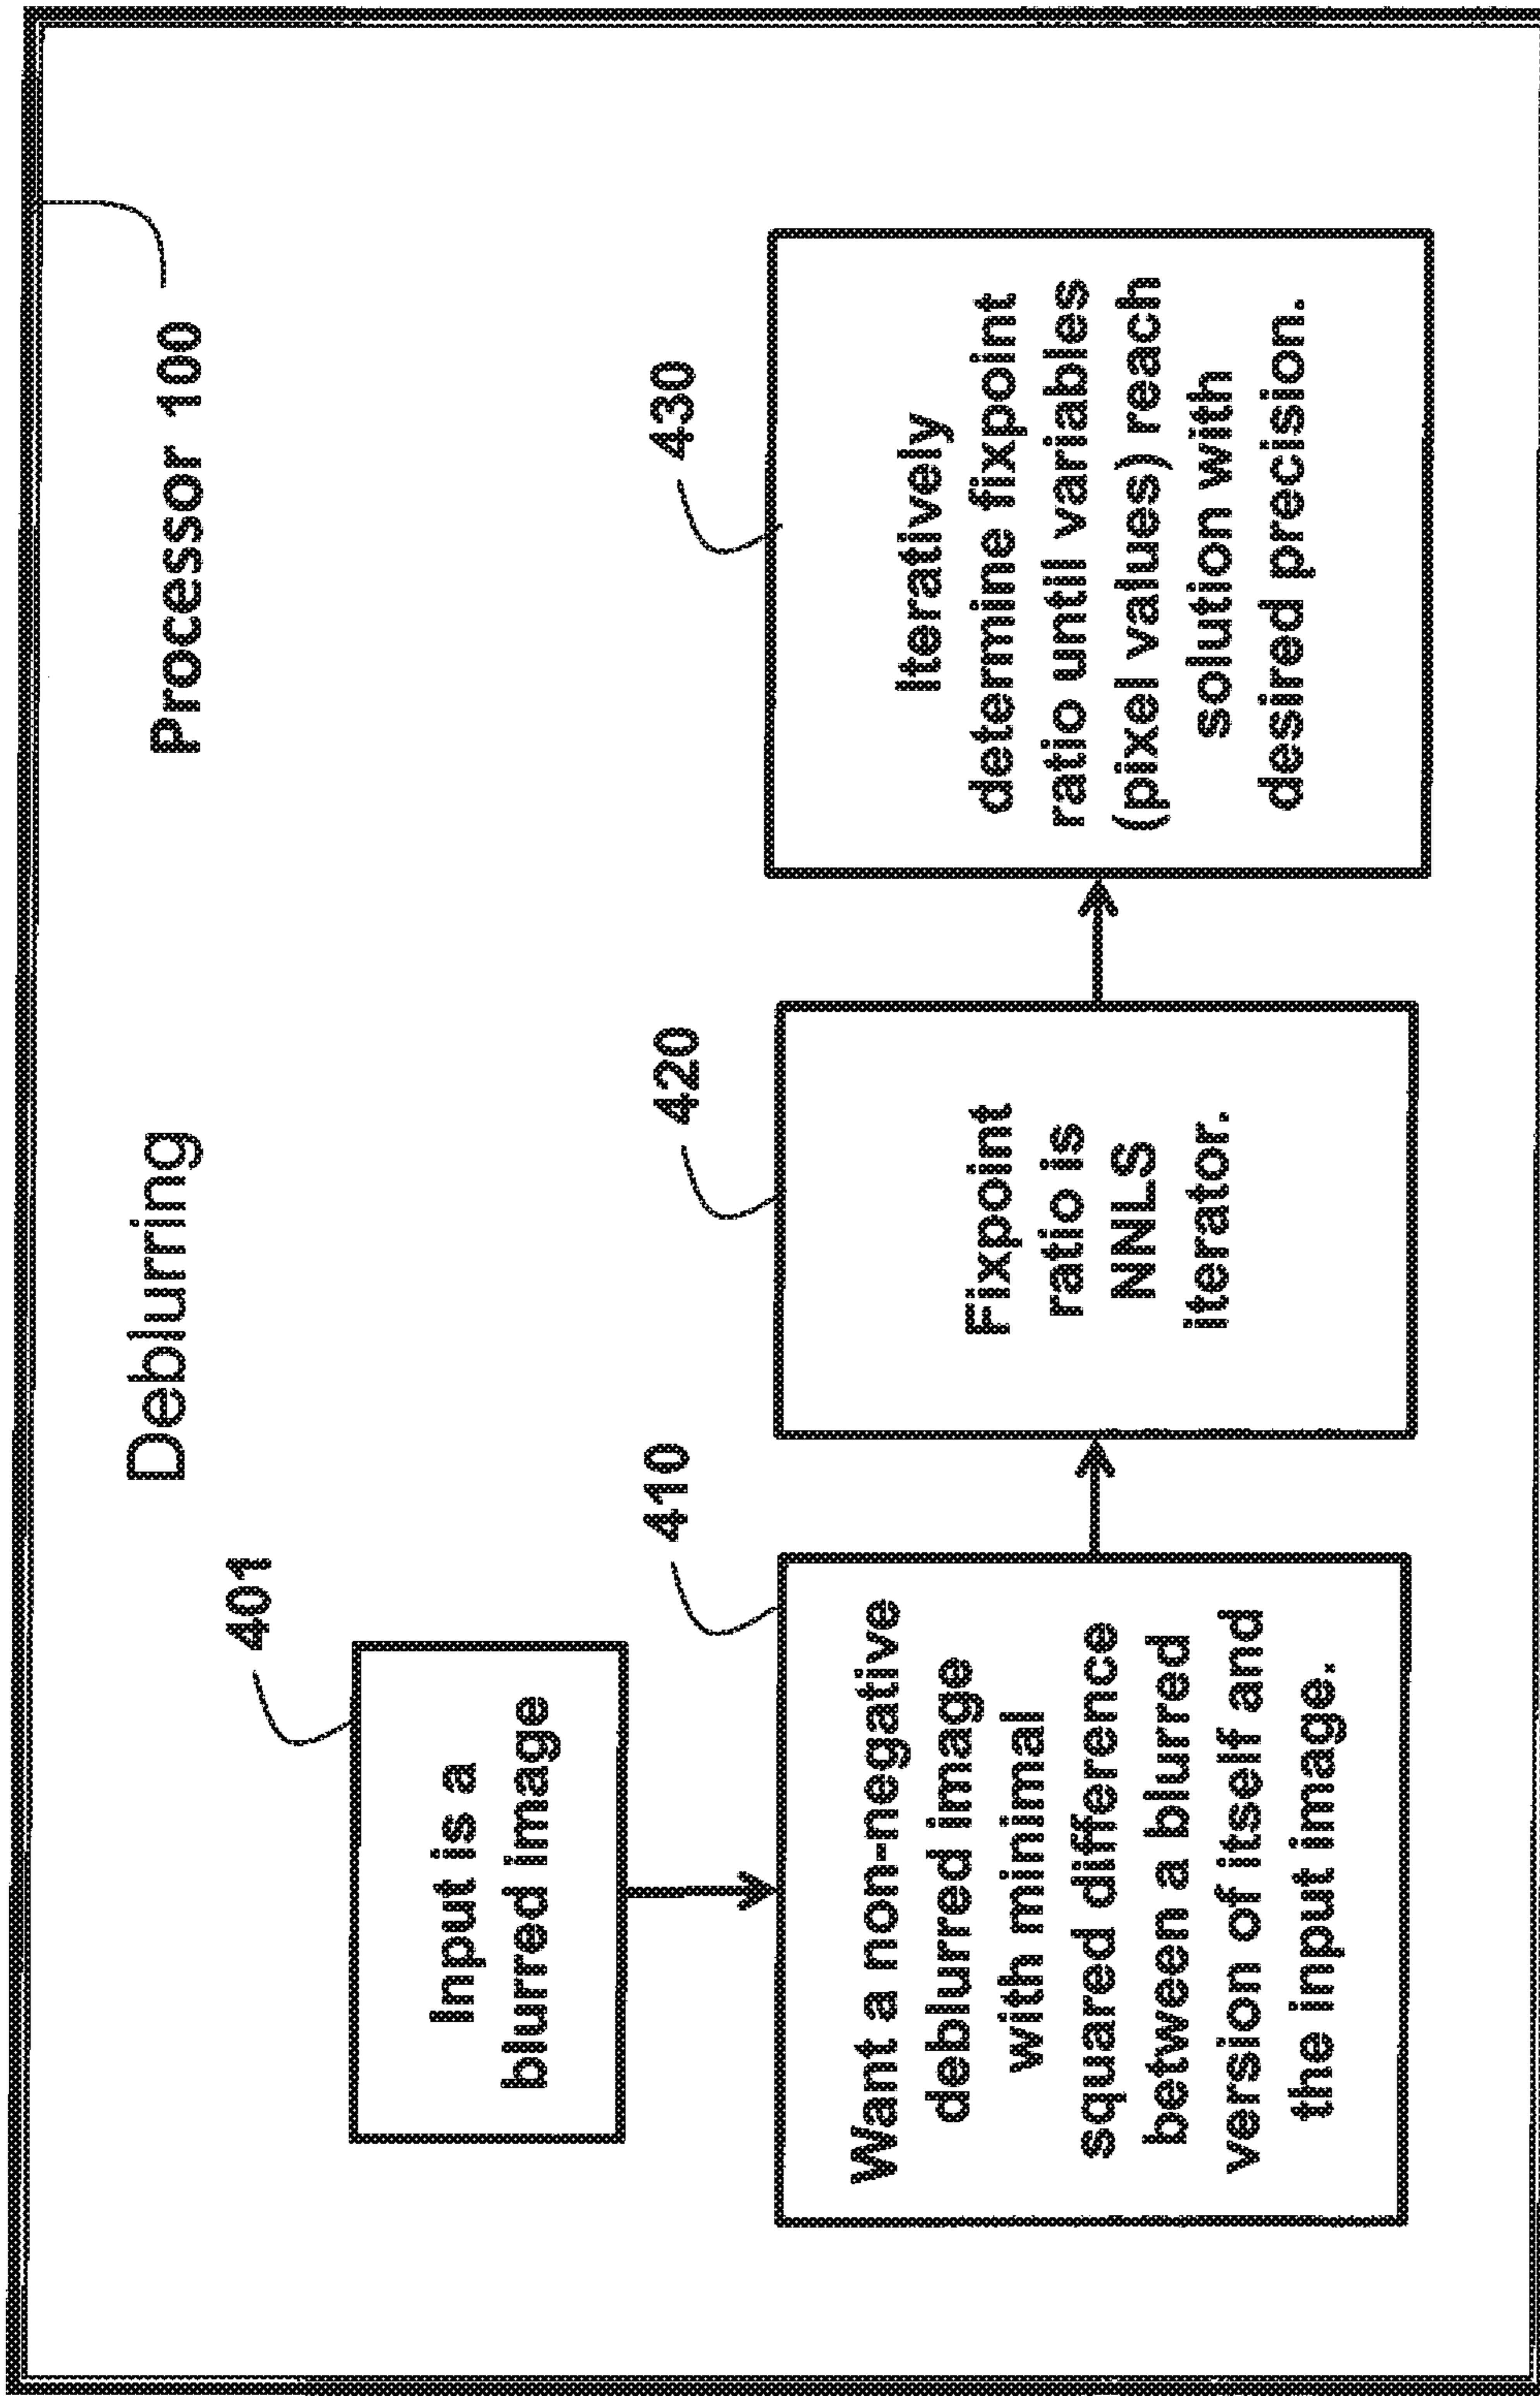 Deblurring
Processor 100
401
Input is a
blurred image
410
Want a non-negative
deblurred image
with minimal
squared difference
between a blurred
version of itself and
the input image.
420
Fixpoint
ratio is
NNLS
iterator.
430
Iteratively
determine fixpoint
ratio until variables
(pixel values) reach
solution with
desired precision.